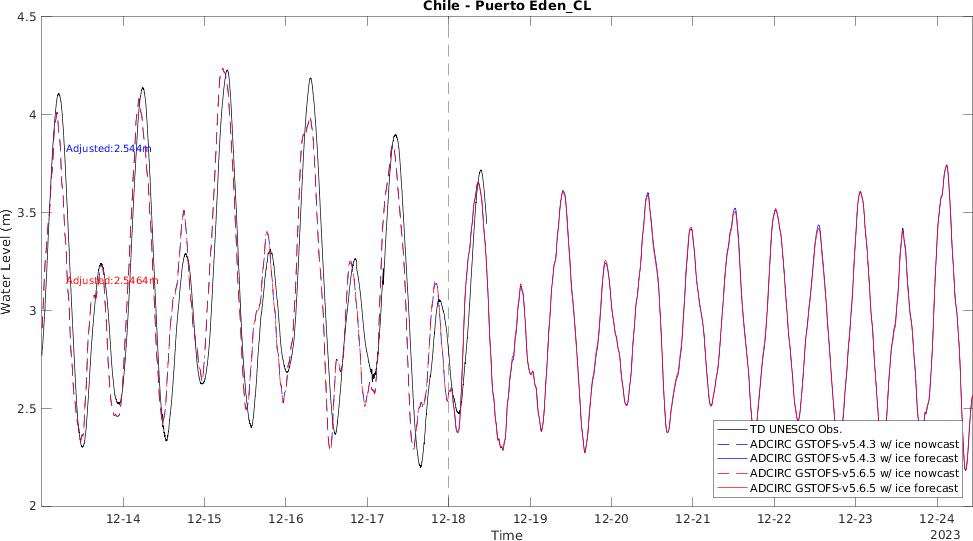 Chile - Puerto Eden_CL
4.5
4
3.5
3
2.5
2
Water Level (m)
Adjusted:2.544m
Adjusted:2.5464m
TD UNESCO Obs.
ADCIRC GSTOFS-v5.4.3 w/ ice nowcast
ADCIRC GSTOFS-v5.4.3 w/ ice forecast
ADCIRC GSTOFS-v5.6.5 w/ ice nowcast
ADCIRC GSTOFS-v5.6.5 w/ ice forecast
12-14 12-15 12-16 12-17 12-18 12-19 12-20 12-21 12-22 12-23 12-24
Time 2023